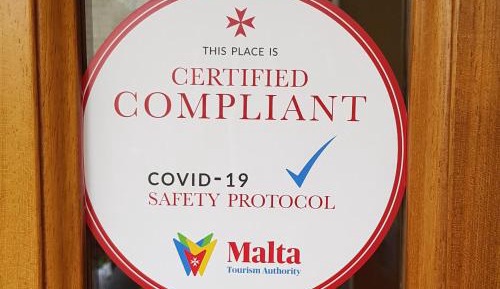 THIS PLACE IS
CERTIFIED
COMPLIANT
COVID-19
SAFETY PROTOCOL
Malta
Tourism Authority